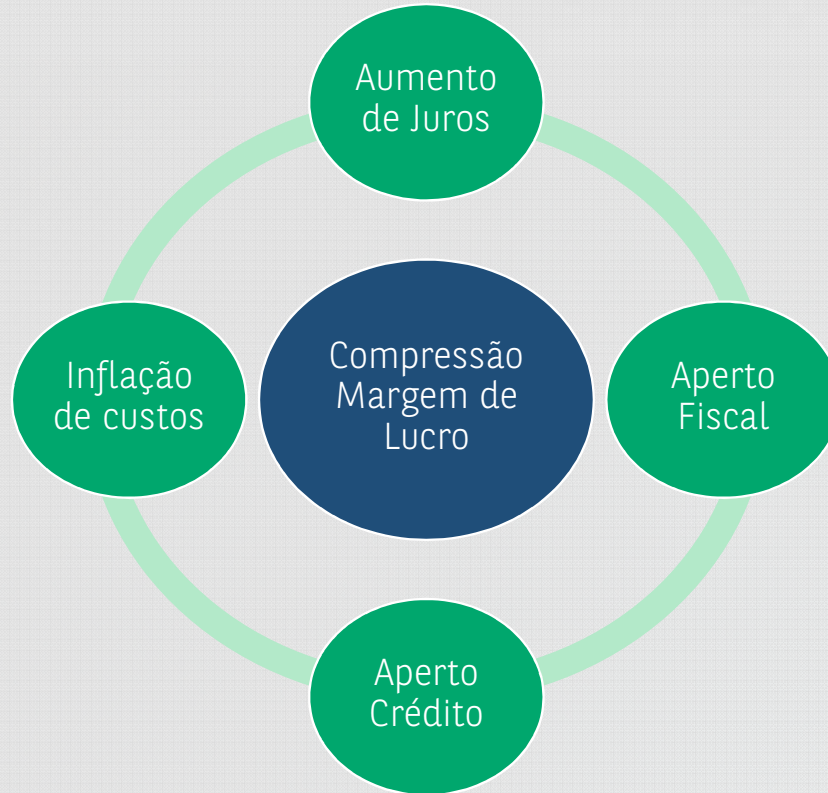 Aumento
de Juros
Inflação
de custos
Compressão
Margem de
Lucro
Aperto
Fiscal
Aperto
Crédito